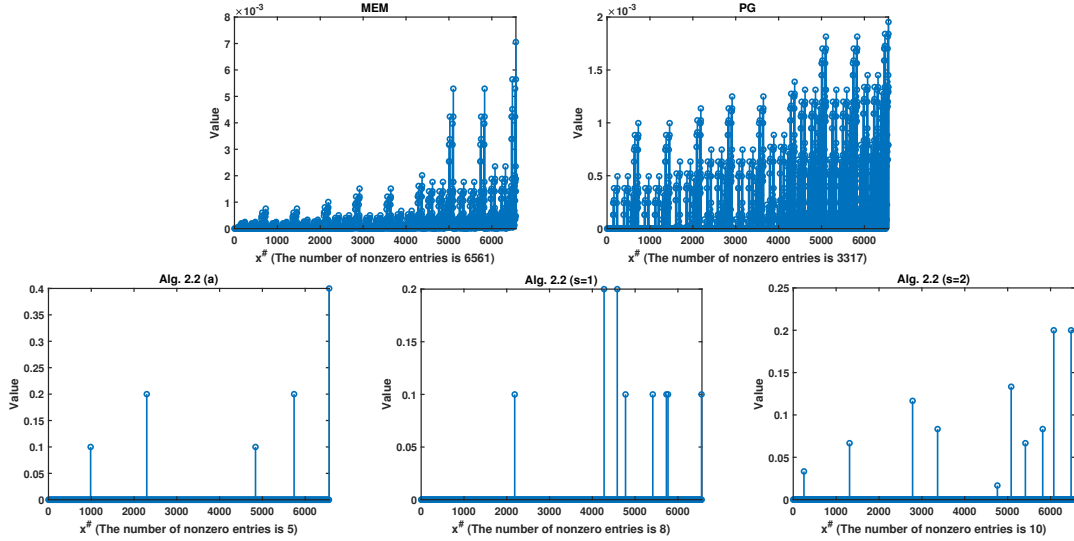 MEM
×10⁻³
8
7
6
5
4
3
2
1
0
Value
0 1000 2000 3000 4000 5000 6000
x# (The number of nonzero entries is 6561)
PG
×10⁻³
2
1.5
1
0.5
0
Value
0 1000 2000 3000 4000 5000 6000
x# (The number of nonzero entries is 3317)
Alg. 2.2 (a)
0.4
0.35
0.3
0.25
0.2
0.15
0.1
0.05
0
Value
0 1000 2000 3000 4000 5000 6000
x# (The number of nonzero entries is 5)
Alg. 2.2 (s=1)
0.2
0.15
0.1
0.05
0
Value
0 1000 2000 3000 4000 5000 6000
x# (The number of nonzero entries is 8)
Alg. 2.2 (s=2)
0.25
0.2
0.15
0.1
0.05
0
Value
0 1000 2000 3000 4000 5000 6000
x# (The number of nonzero entries is 10)